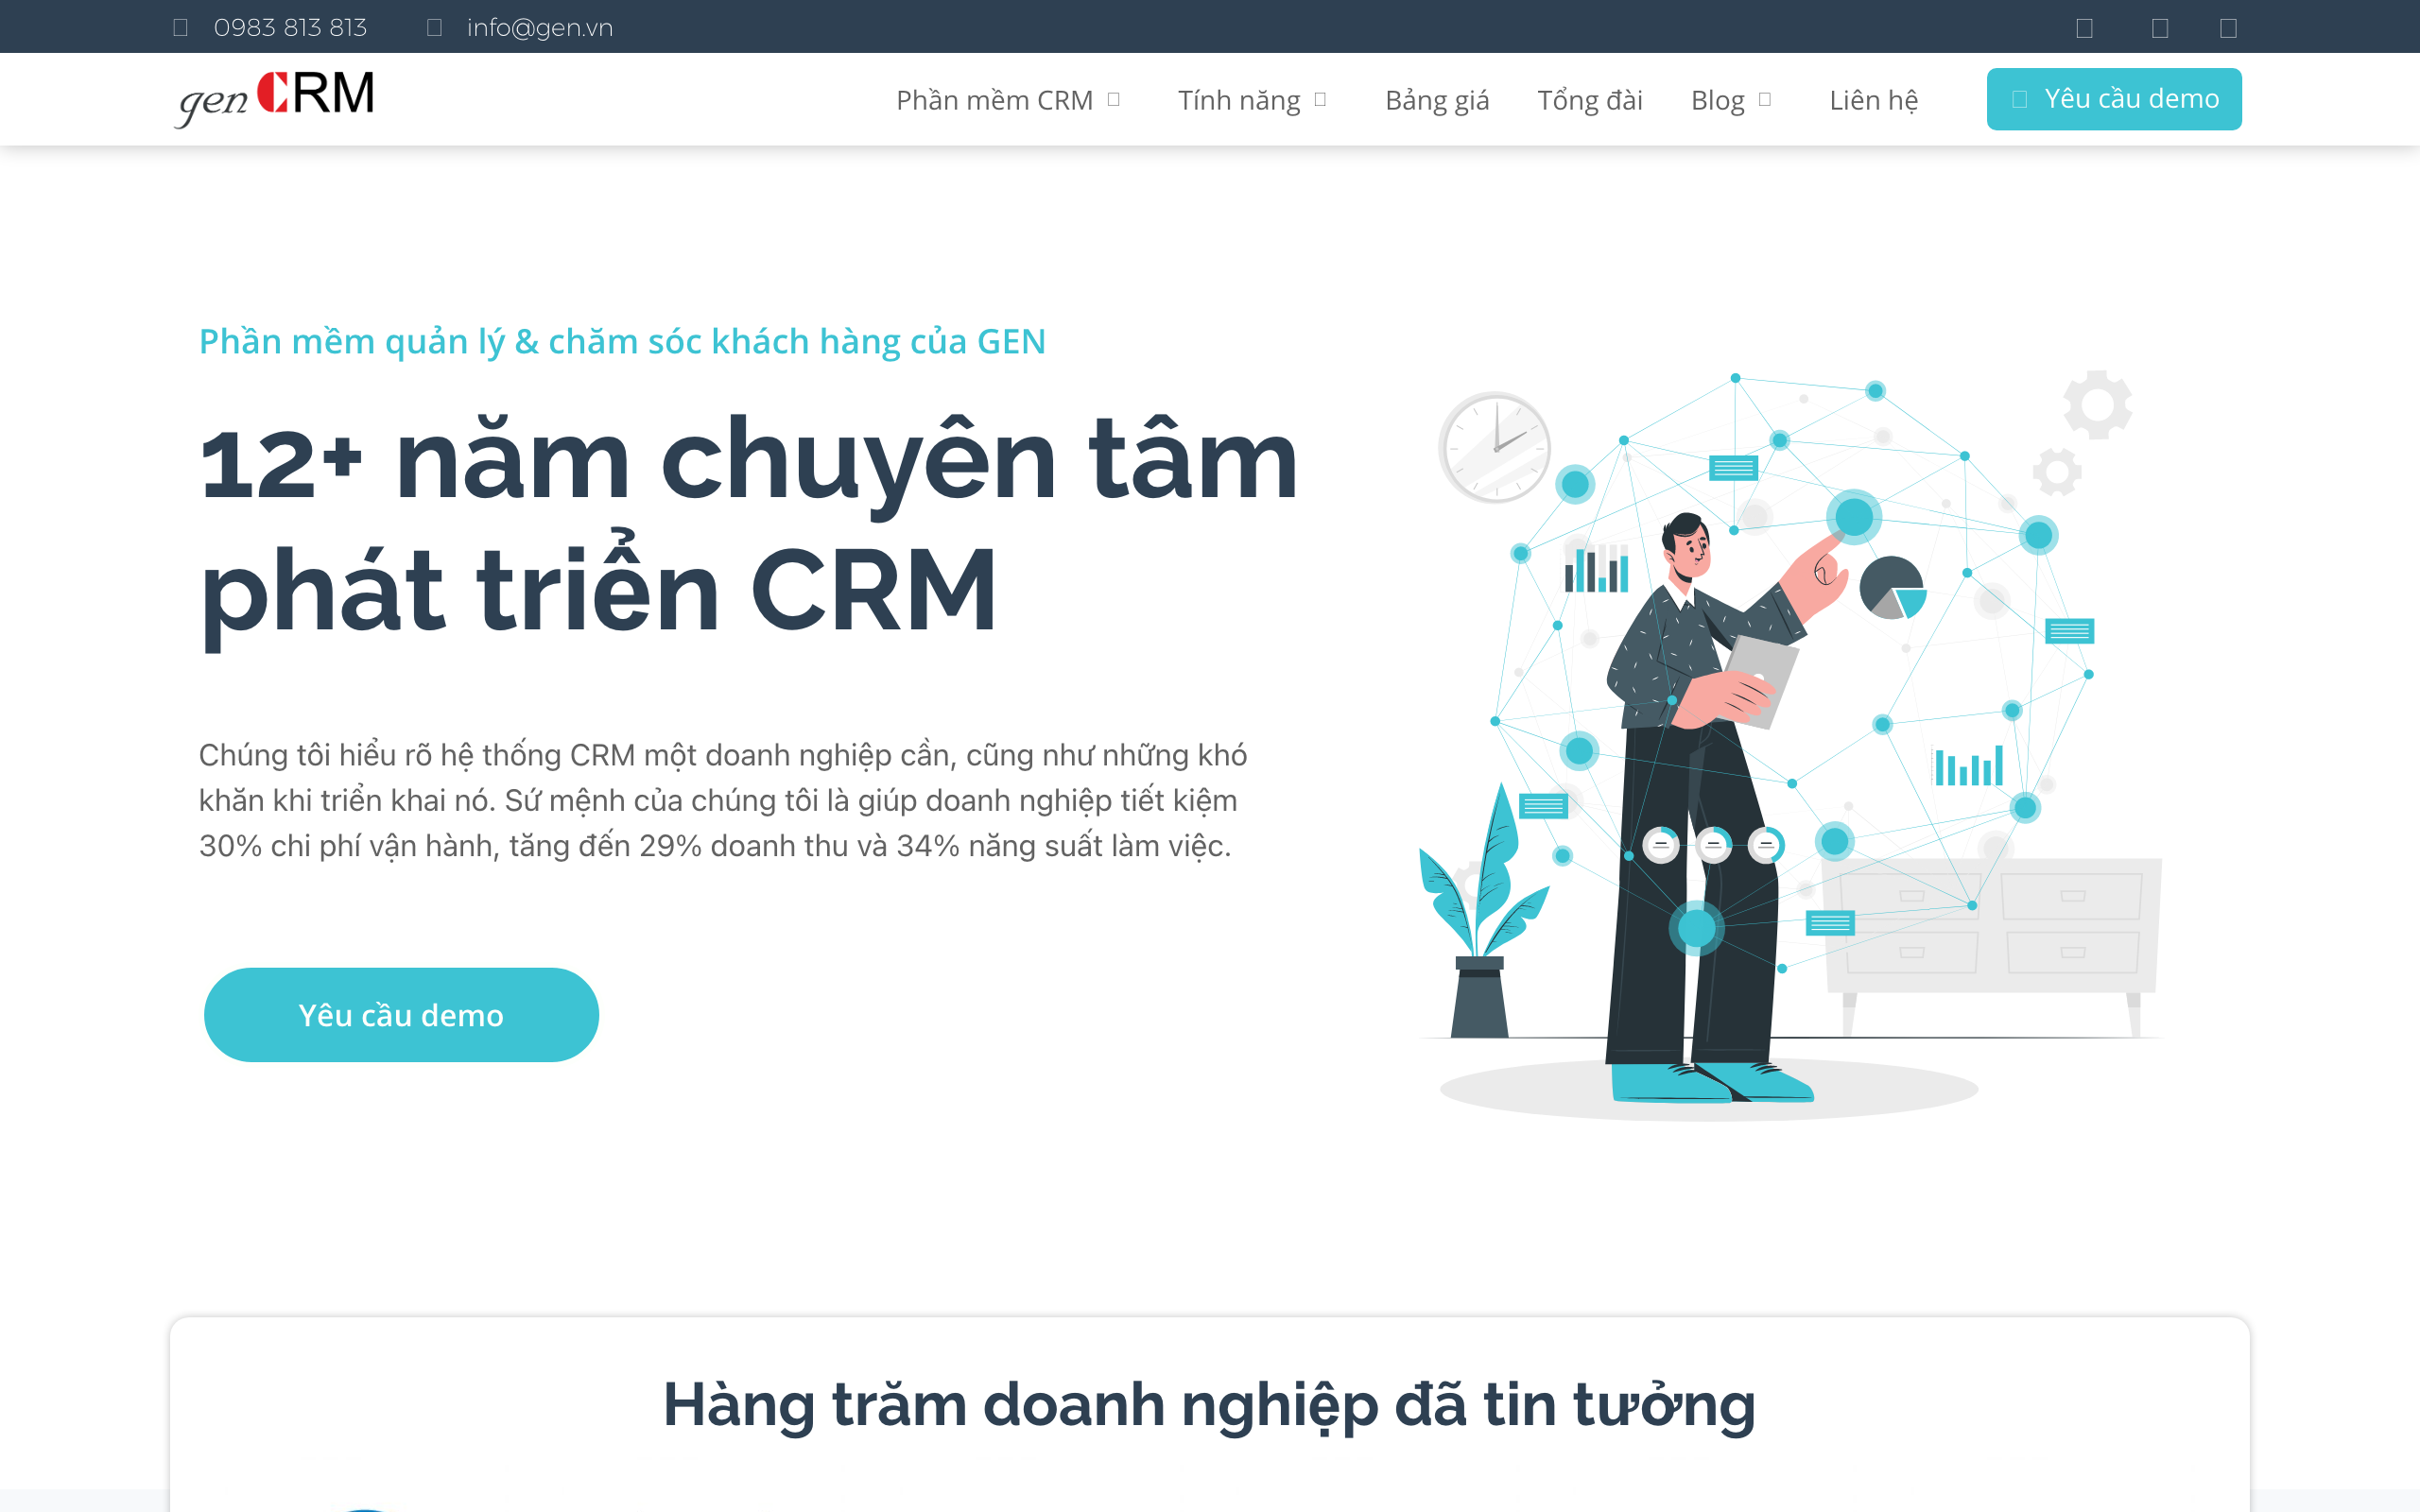 0983 813 813
info@gen.vn
gen CRM
Phần mềm CRM
Tính năng
Bảng giá
Tổng đài
Blog
Liên hệ
Yêu cầu demo
Phần mềm quản lý & chăm sóc khách hàng của GEN
12+ năm chuyên tâm
phát triển CRM
Chúng tôi hiểu rõ hệ thống CRM một doanh nghiệp cần, cũng như những khó
khăn khi triển khai nó. Sứ mệnh của chúng tôi là giúp doanh nghiệp tiết kiệm
30% chi phí vận hành, tăng đến 29% doanh thu và 34% năng suất làm việc.
Yêu cầu demo
Hàng trăm doanh nghiệp đã tin tưởng